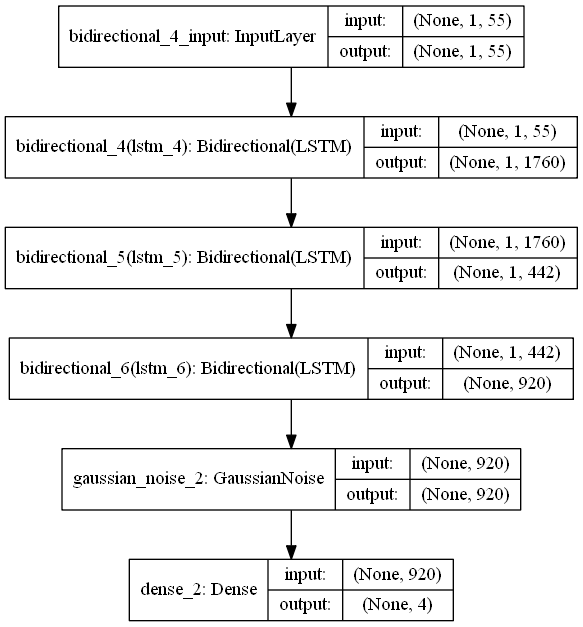 bidirectional_4_input: InputLayer
input: (None, 1, 55)
output: (None, 1, 55)
bidirectional_4(lstm_4): Bidirectional(LSTM)
input: (None, 1, 55)
output: (None, 1, 1760)
bidirectional_5(lstm_5): Bidirectional(LSTM)
input: (None, 1, 1760)
output: (None, 1, 442)
bidirectional_6(lstm_6): Bidirectional(LSTM)
input: (None, 1, 442)
output: (None, 920)
gaussian_noise_2: GaussianNoise
input: (None, 920)
output: (None, 920)
dense_2: Dense
input: (None, 920)
output: (None, 4)